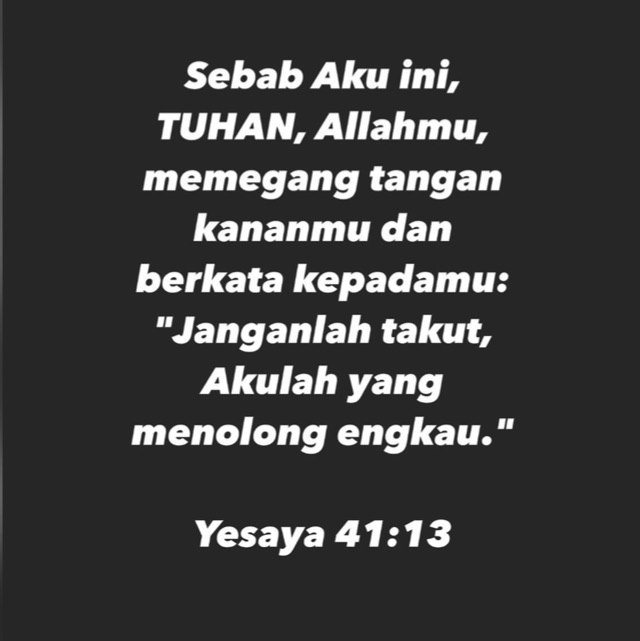 Sebab Aku ini,
TUHAN, Allahmu,
memegang tangan
kananmu dan
berkata kepadamu:
"Janganlah takut,
Akulah yang
menolong engkau."
Yesaya 41:13